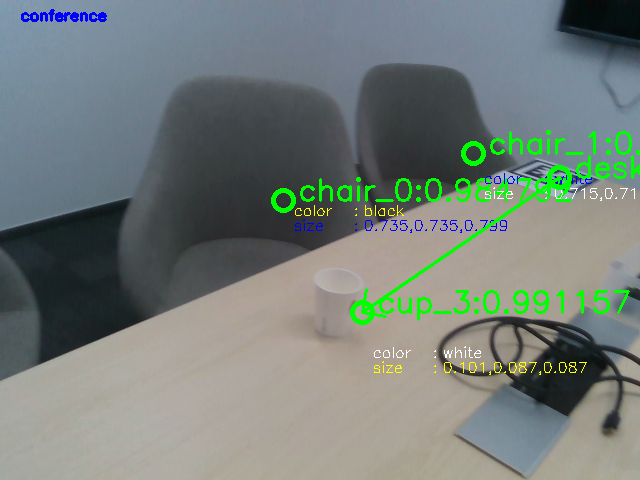 conference
chair_1:0.
desk
chair_0:0.98
color :
size : 0.715,0.71
color : black
size : 0.735,0.735,0.799
cup_3:0.991157
color : white
size : 0.101,0.087,0.087